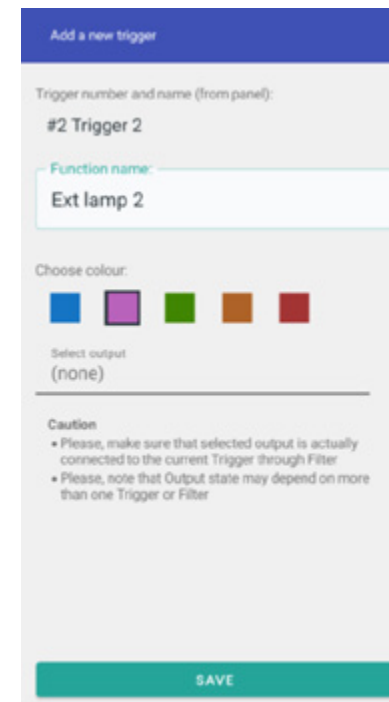 Add a new trigger
Trigger number and name (from panel):
#2 Trigger 2
Function name:
Ext lamp 2
Choose colour:
Select output
(none)
Caution
• Please, make sure that selected output is actually
connected to the current Trigger through Filter
• Please, note that Output state may depend on more
than one Trigger or Filter
SAVE